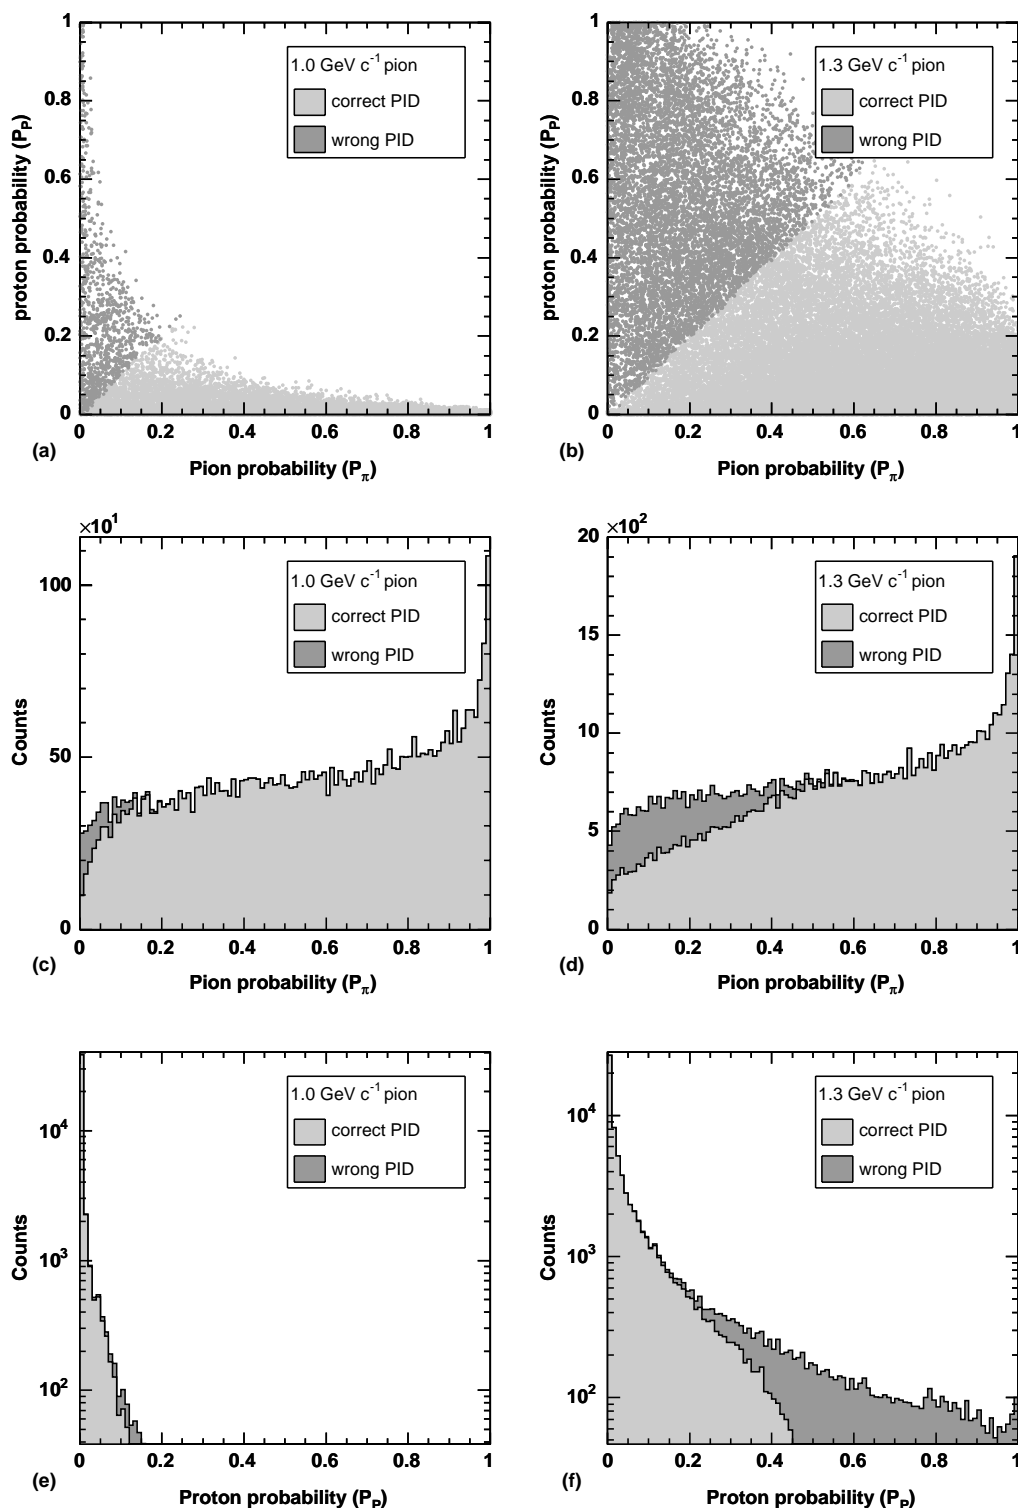 1
0.8
0.6
0.4
0.2
0
proton probability (P_P)
1.0 GeV c⁻¹ pion
correct PID
wrong PID
0 0.2 0.4 0.6 0.8 1
(a)
Pion probability (P_π)
1
0.8
0.6
0.4
0.2
0
proton probability (P_P)
1.3 GeV c⁻¹ pion
correct PID
wrong PID
0 0.2 0.4 0.6 0.8 1
(b)
Pion probability (P_π)
×10¹
100
50
0
Counts
1.0 GeV c⁻¹ pion
correct PID
wrong PID
0 0.2 0.4 0.6 0.8 1
(c)
Pion probability (P_π)
×10²
20
15
10
5
0
Counts
1.3 GeV c⁻¹ pion
correct PID
wrong PID
0 0.2 0.4 0.6 0.8 1
(d)
Pion probability (P_π)
10⁴
10³
10²
Counts
1.0 GeV c⁻¹ pion
correct PID
wrong PID
0 0.2 0.4 0.6 0.8 1
(e)
Proton probability (P_P)
10⁴
10³
10²
Counts
1.3 GeV c⁻¹ pion
correct PID
wrong PID
0 0.2 0.4 0.6 0.8 1
(f)
Proton probability (P_P)